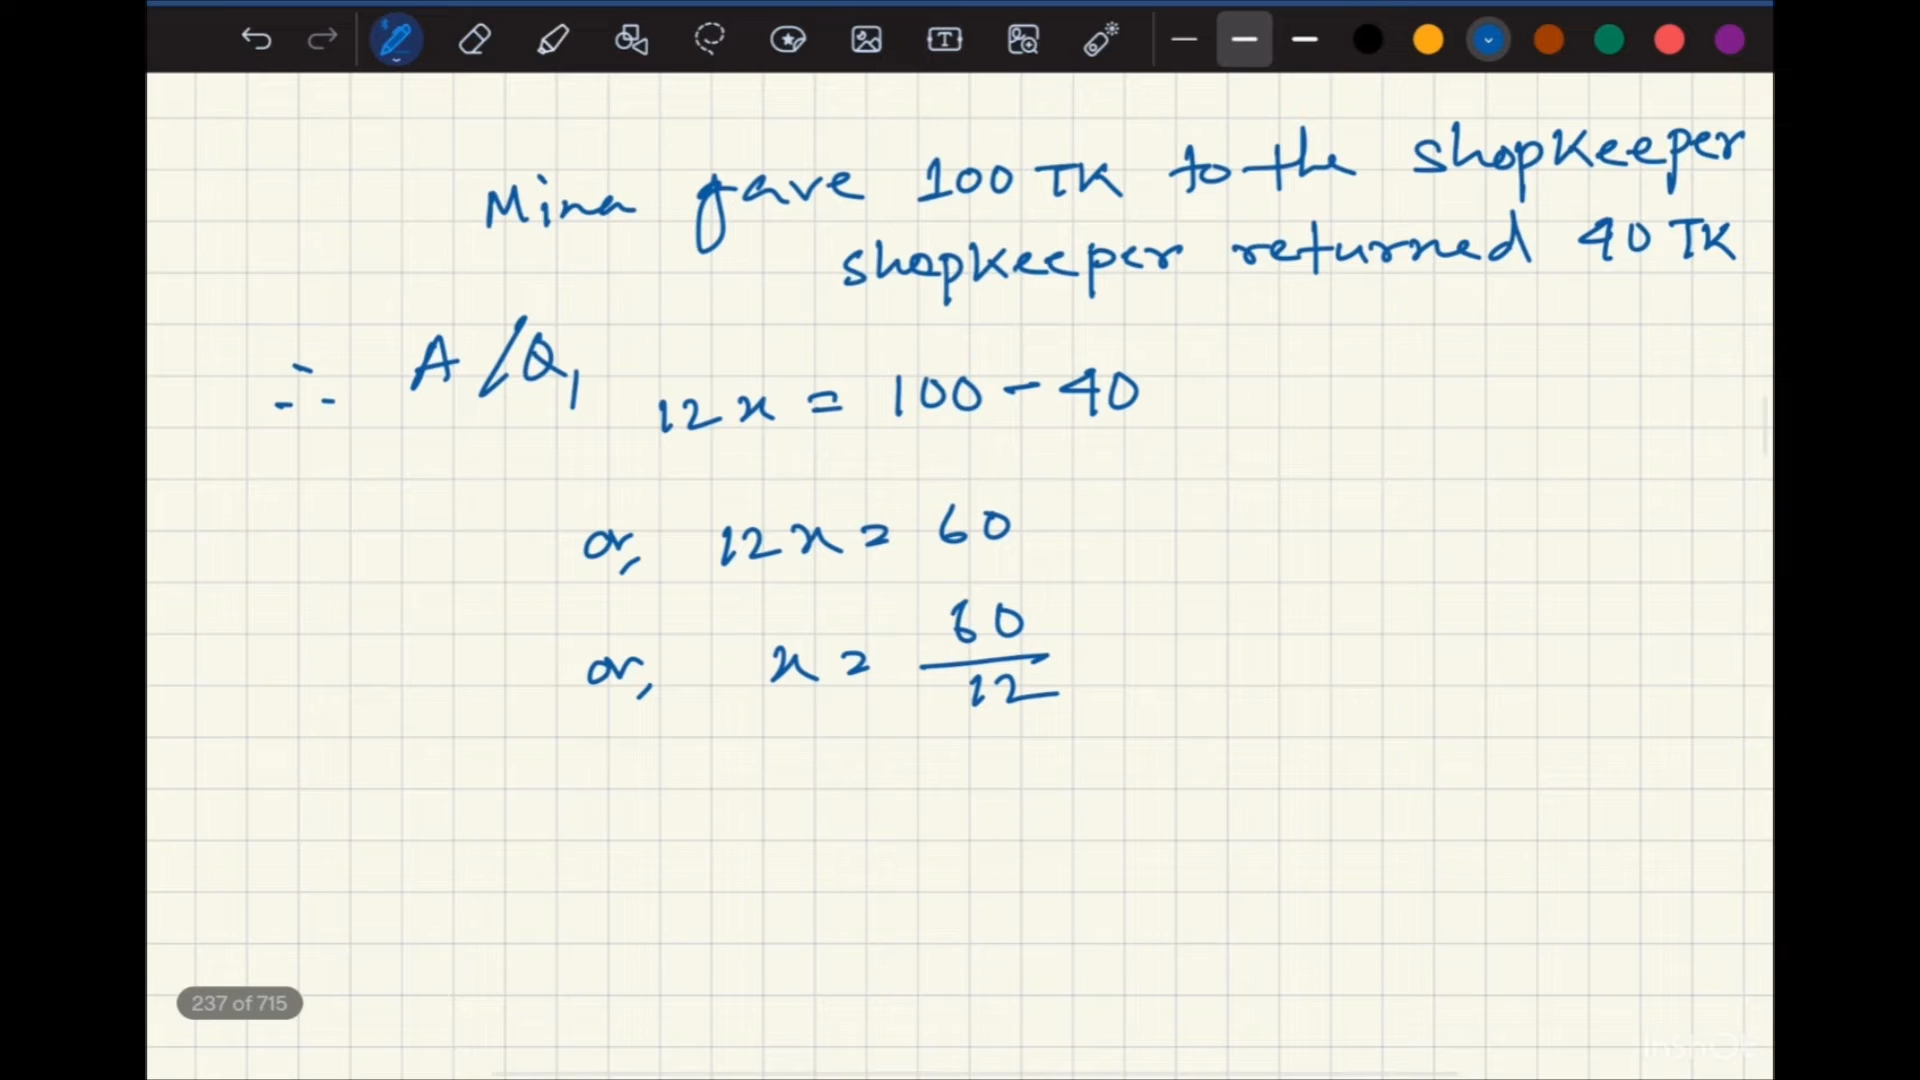 Mina gave 100 TK to the shopkeeper
shopkeeper returned 40 TK
∴ A/Q, 12x = 100 - 40
or, 12x = 60
or, x = 60/12
237 of 715
InShOt